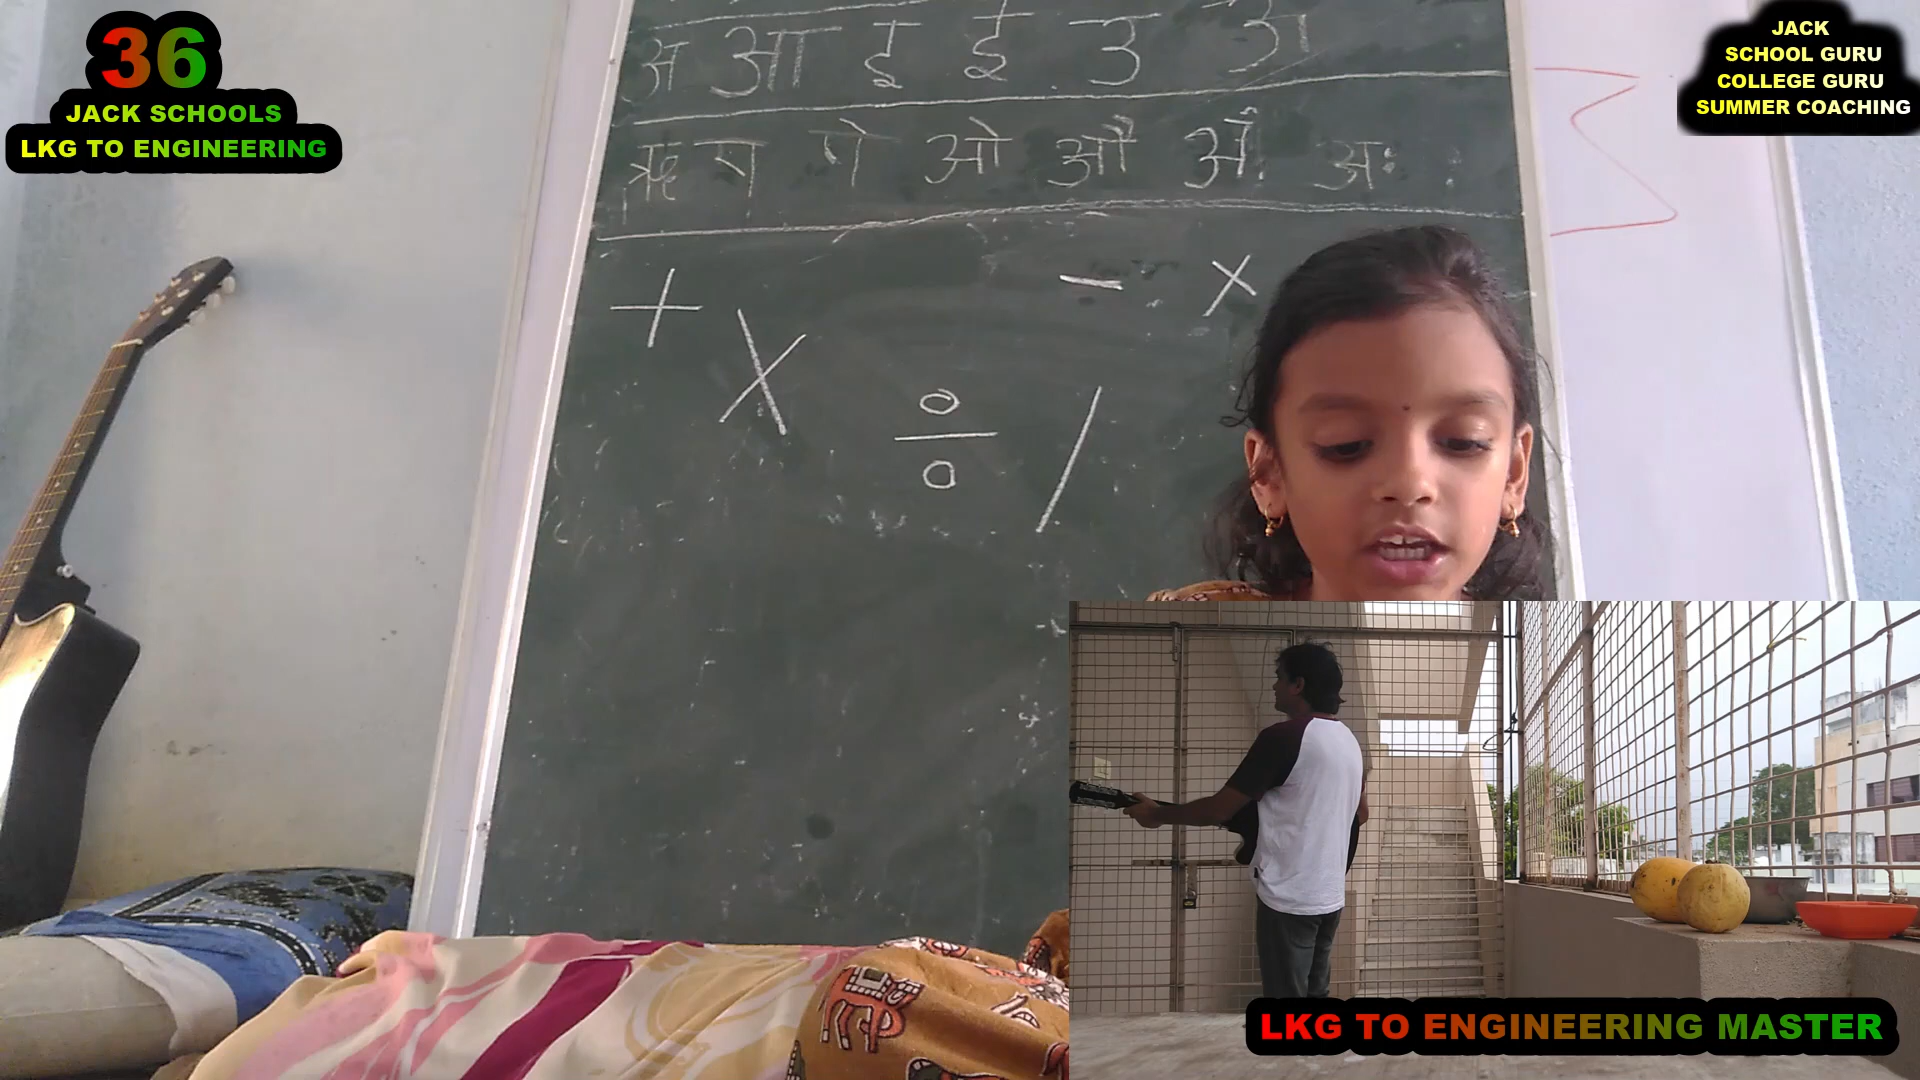 36
JACK SCHOOLS
LKG TO ENGINEERING
JACK
SCHOOL GURU
COLLEGE GURU
SUMMER COACHING
अ आ इ ई उ
ऋ ए ऐ ओ औ अं अः
+ - ×
×
÷ /
LKG TO ENGINEERING MASTER